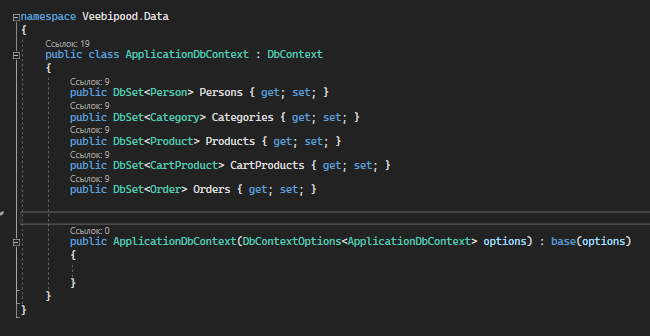 namespace Veebipood.Data
{
Ссылок: 19
public class ApplicationDbContext : DbContext
{
Ссылок: 9
public DbSet<Person> Persons { get; set; }
Ссылок: 9
public DbSet<Category> Categories { get; set; }
Ссылок: 9
public DbSet<Product> Products { get; set; }
Ссылок: 9
public DbSet<CartProduct> CartProducts { get; set; }
Ссылок: 9
public DbSet<Order> Orders { get; set; }
Ссылок: 0
public ApplicationDbContext(DbContextOptions<ApplicationDbContext> options) : base(options)
{
}
}
}